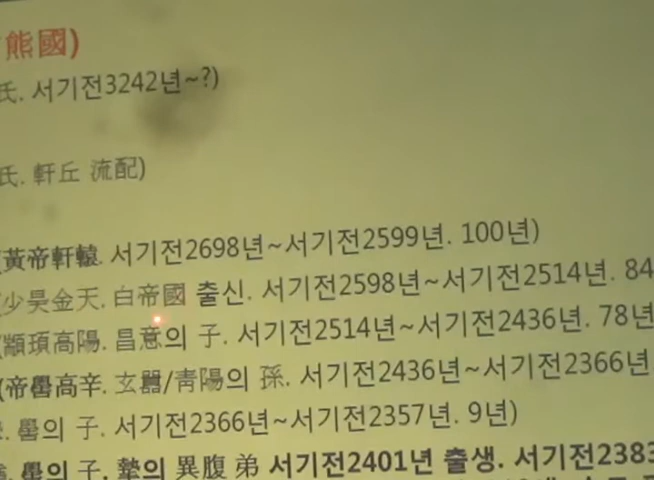 熊國)
氏. 서기전3242년~?)
氏. 軒丘 流配)
(黃帝軒轅. 서기전2698년~서기전2599년. 100년)
(少昊金天. 白帝國 출신. 서기전2598년~서기전2514년. 84
(顓頊高陽. 昌意의 子. 서기전2514년~서기전2436년. 78년
(帝嚳高辛. 玄囂/靑陽의 孫. 서기전2436년~서기전2366년
嚳의 子. 서기전2366년~서기전2357년. 9년)
嚳의 子. 摯의 異腹 弟 서기전2401년 출생. 서기전2383